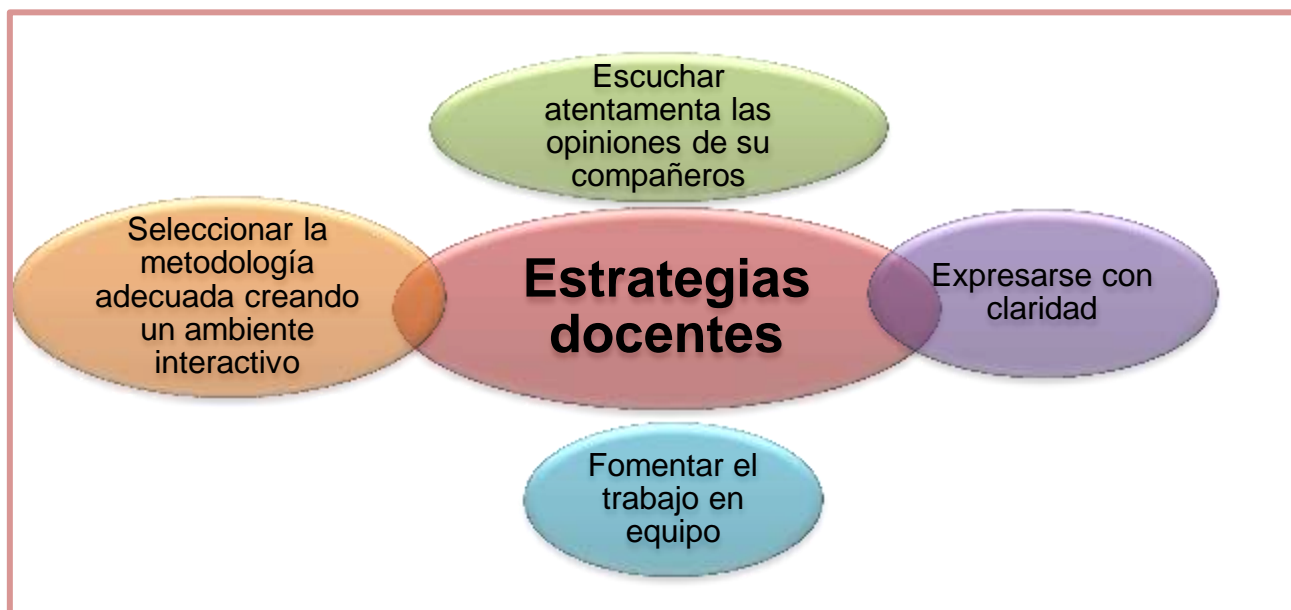 Escuchar
atentamenta las
opiniones de su
compañeros
Seleccionar la
metodología
adecuada creando
un ambiente
interactivo
Estrategias
docentes
Expresarse con
claridad
Fomentar el
trabajo en
equipo